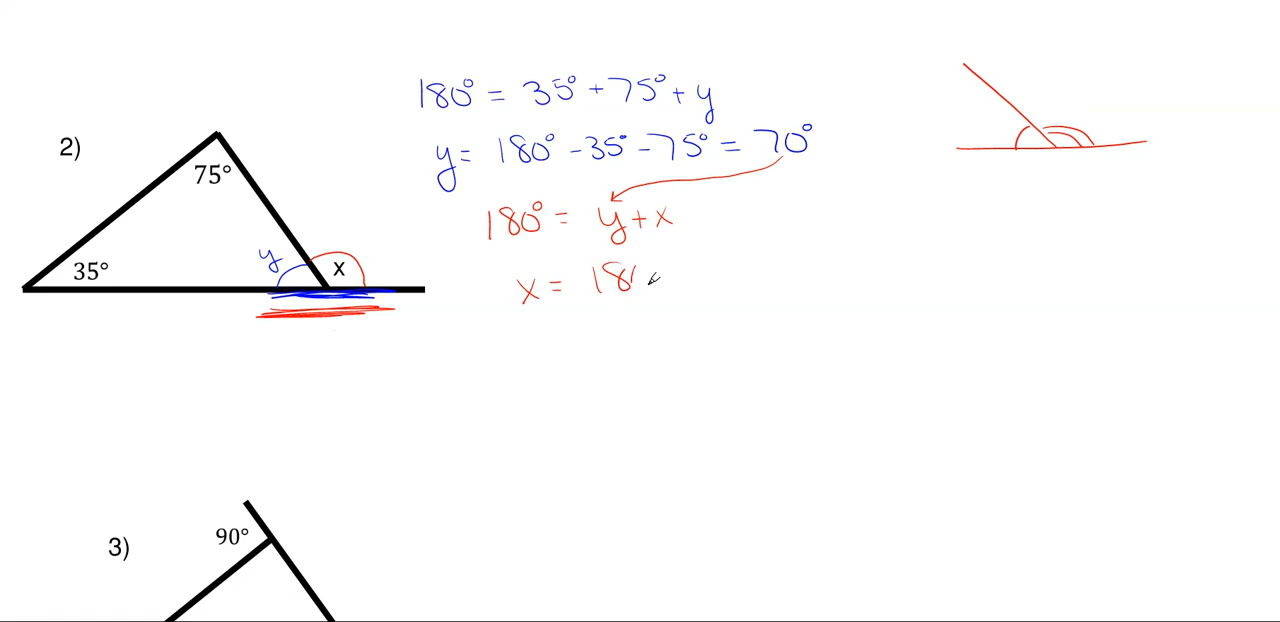 180° = 35° + 75° + y
2)
y = 180° - 35° - 75° = 70°
75°
180° = y + x
y
x
35°
x = 18
90°
3)